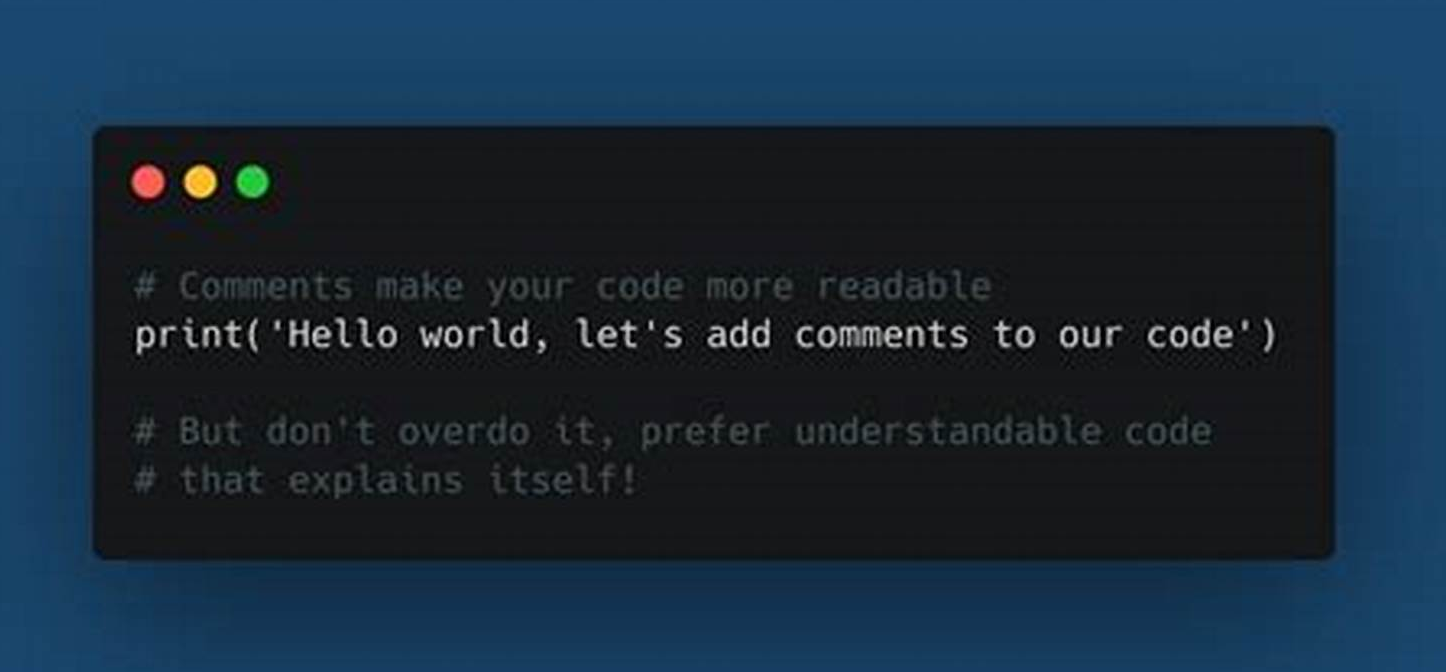 # Comments make your code more readable
print('Hello world, let's add comments to our code')
# But don't overdo it, prefer understandable code
# that explains itself!